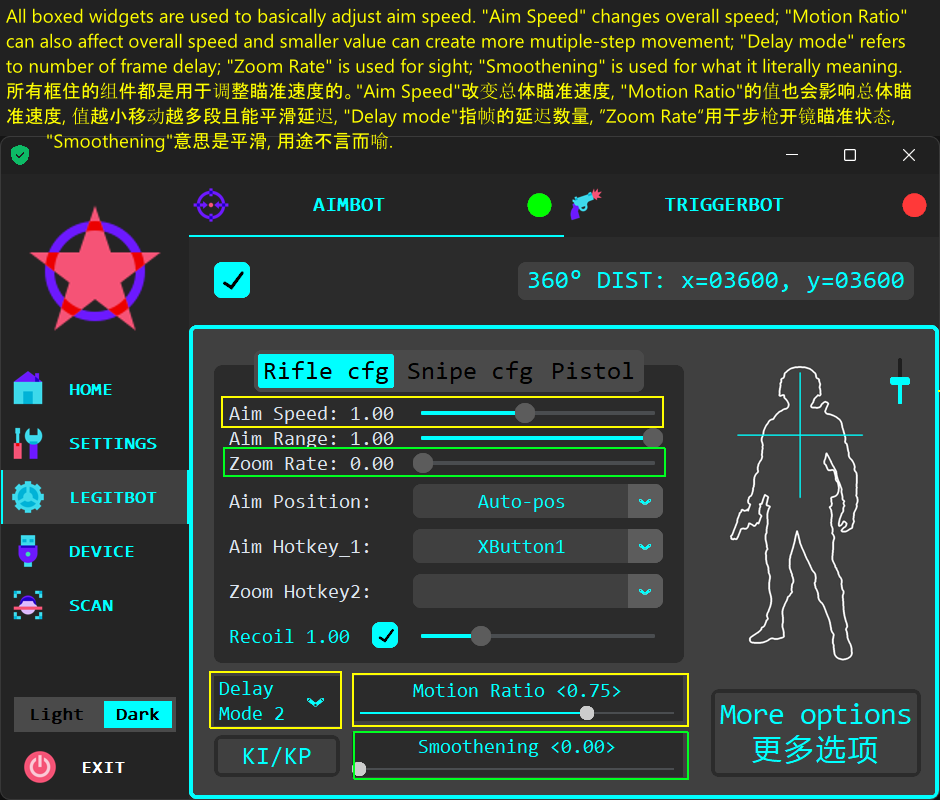 All boxed widgets are used to basically adjust aim speed. "Aim Speed" changes overall speed; "Motion Ratio"
can also affect overall speed and smaller value can create more mutiple-step movement; "Delay mode" refers
to number of frame delay; "Zoom Rate" is used for sight; "Smoothening" is used for what it literally meaning.
所有框住的组件都是用于调整瞄准速度的。"Aim Speed"改变总体瞄准速度, "Motion Ratio"的值也会影响总体瞄
准速度, 值越小移动越多段且能平滑延迟, "Delay mode"指帧的延迟数量, "Zoom Rate"用于步枪开镜瞄准状态,
"Smoothening"意思是平滑, 用途不言而喻.
AIMBOT
TRIGGERBOT
360° DIST: x=03600, y=03600
Rifle cfg Snipe cfg Pistol
Aim Speed: 1.00
Aim Range: 1.00
Zoom Rate: 0.00
Aim Position: Auto-pos
Aim Hotkey_1: XButton1
Zoom Hotkey2:
Recoil 1.00
HOME
SETTINGS
LEGITBOT
DEVICE
SCAN
Light Dark
EXIT
Delay
Mode 2
Motion Ratio <0.75>
KI/KP
Smoothening <0.00>
More options
更多选项